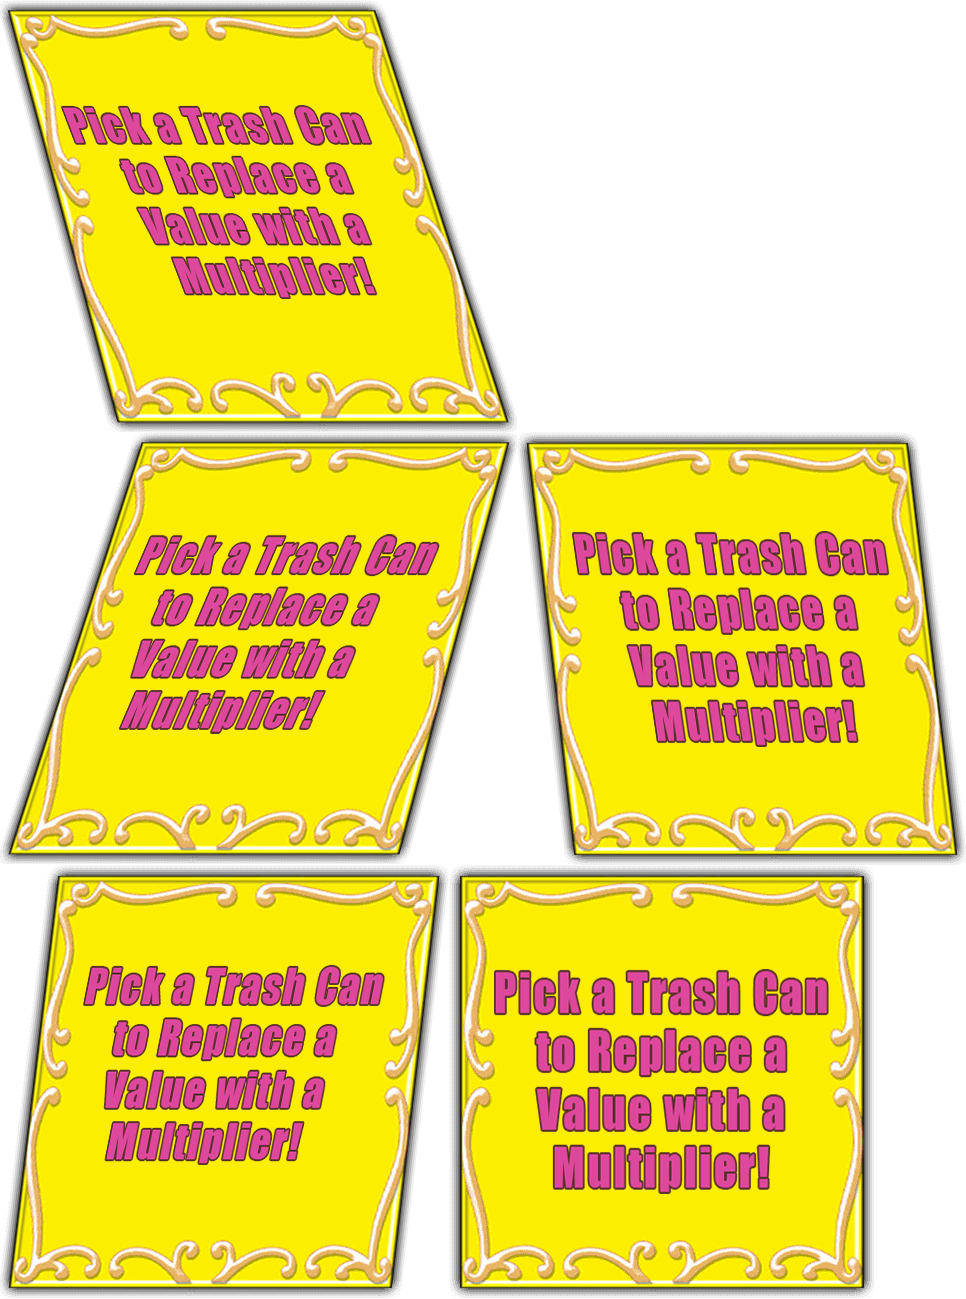 Pick a Trash Can
to Replace a
Value with a
Multiplier!
Pick a Trash Can
to Replace a
Value with a
Multiplier!
Pick a Trash Can
to Replace a
Value with a
Multiplier!
Pick a Trash Can
to Replace a
Value with a
Multiplier!
Pick a Trash Can
to Replace a
Value with a
Multiplier!